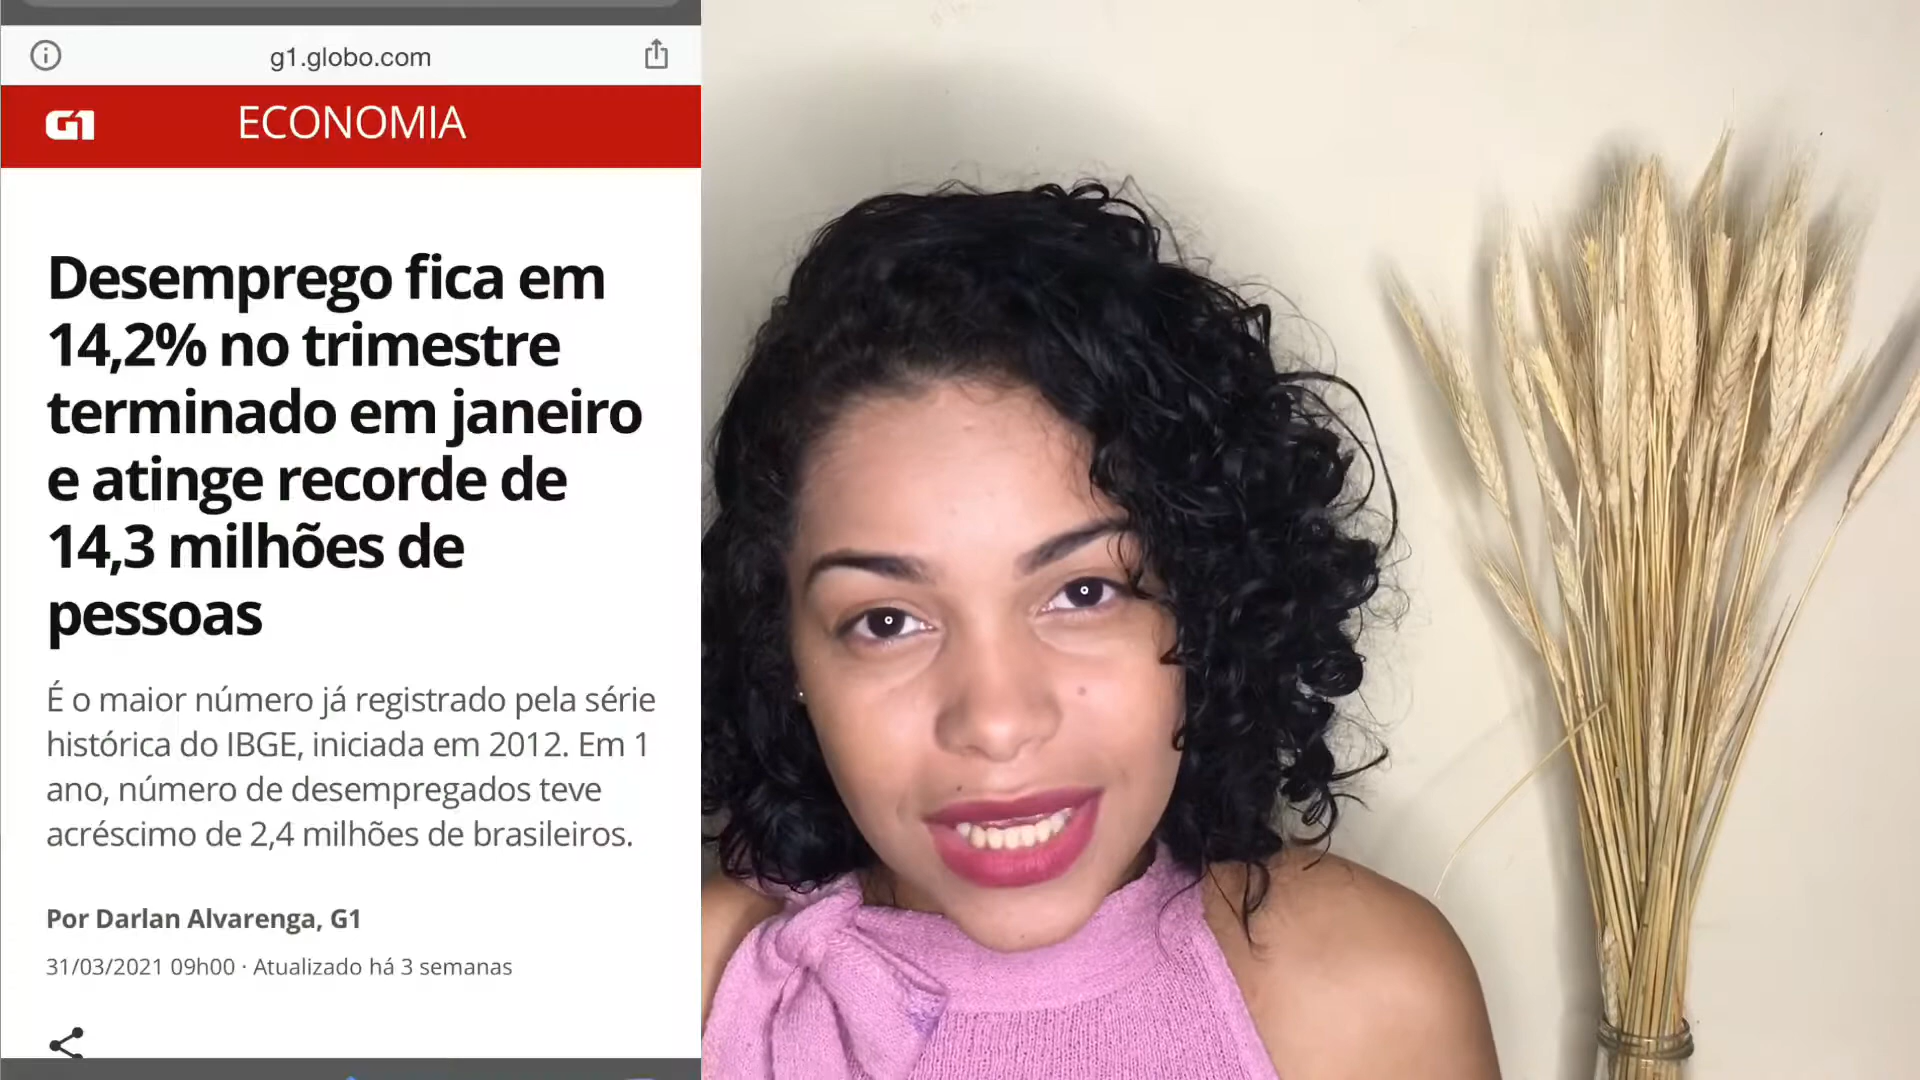 g1.globo.com
G1 ECONOMIA
Desemprego fica em
14,2% no trimestre
terminado em janeiro
e atinge recorde de
14,3 milhões de
pessoas
É o maior número já registrado pela série
histórica do IBGE, iniciada em 2012. Em 1
ano, número de desempregados teve
acréscimo de 2,4 milhões de brasileiros.
Por Darlan Alvarenga, G1
31/03/2021 09h00 · Atualizado há 3 semanas